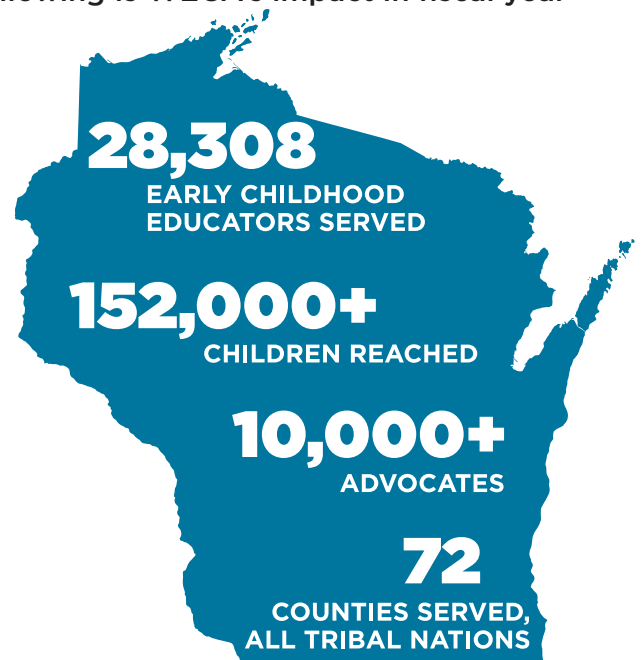 28,308
EARLY CHILDHOOD
EDUCATORS SERVED
152,000+
CHILDREN REACHED
10,000+
ADVOCATES
72
COUNTIES SERVED,
ALL TRIBAL NATIONS